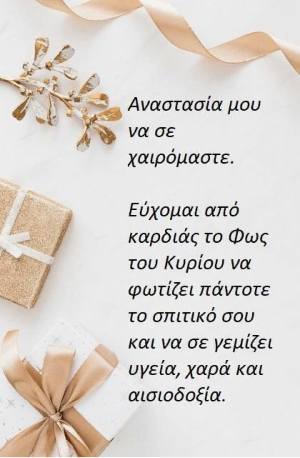 Αναστασία μου
να σε
χαιρόμαστε.
Εύχομαι από
καρδιάς το Φως
του Κυρίου να
φωτίζει πάντοτε
το σπιτικό σου
και να σε γεμίζει
υγεία, χαρά και
αισιοδοξία.